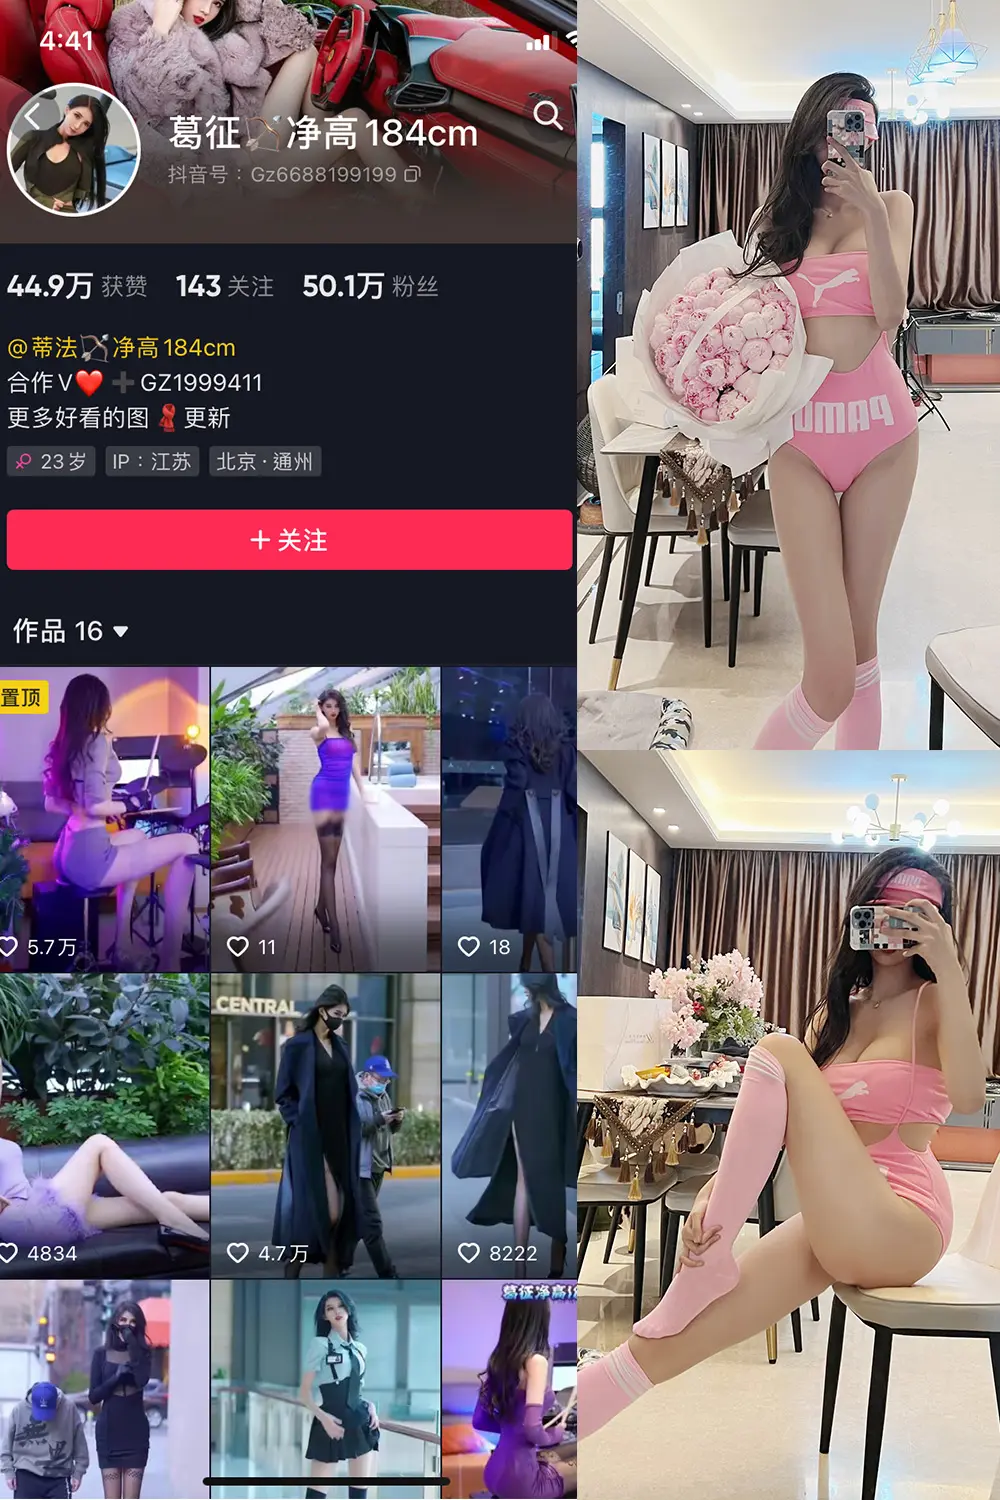 4:41
葛征🏹净高184cm
抖音号：Gz6688199199
44.9万 获赞 143 关注 50.1万 粉丝
@蒂法🏹净高184cm
合作V❤️➕GZ1999411
更多好看的图🧣更新
23岁 IP：江苏 北京·通州
+ 关注
作品 16
置顶
5.7万 11 18
CENTRAL
4834 4.7万 8222
葛征净高
PUMA